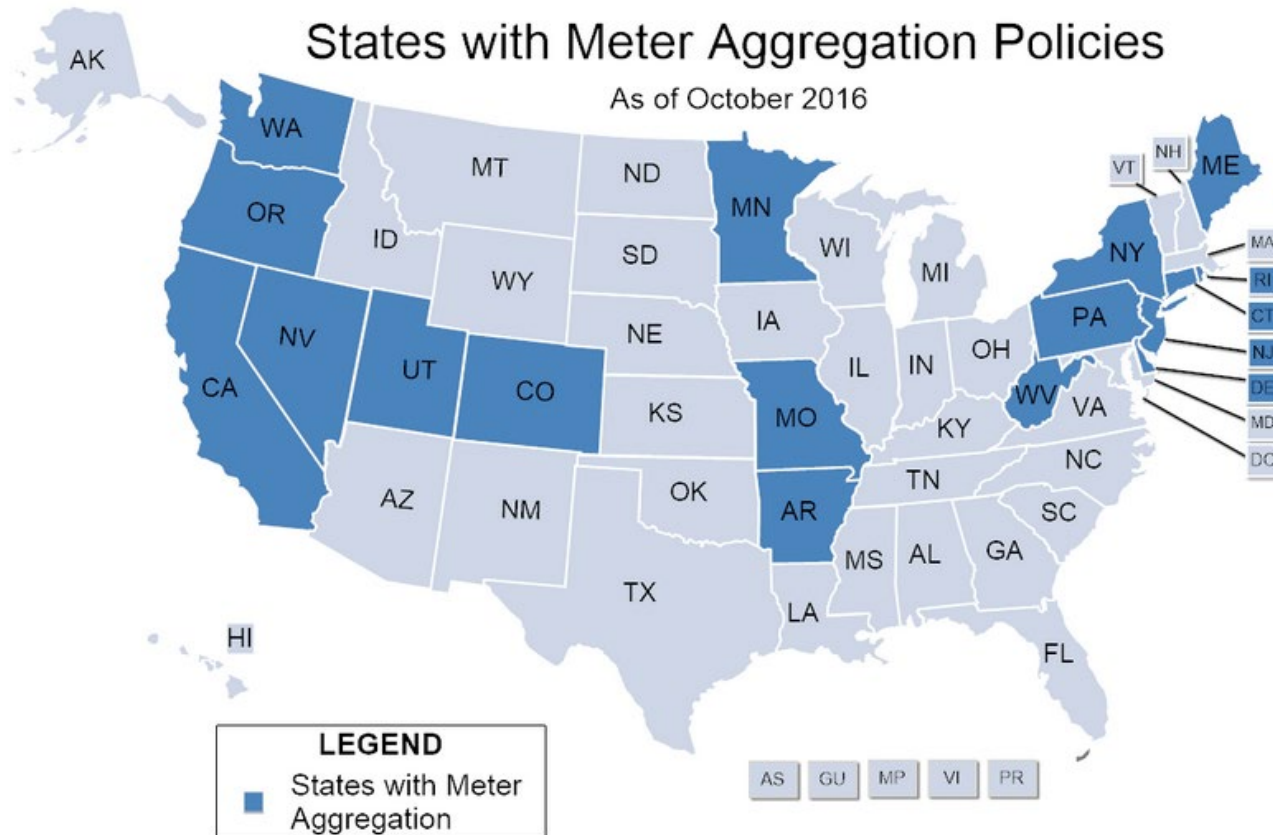 States with Meter Aggregation Policies
As of October 2016
AK
WA
MT
ND
MN
VT
NH
ME
OR
ID
SD
WI
MI
NY
MA
WY
RI
CT
NE
IA
PA
NJ
NV
UT
CO
IL
IN
OH
DE
CA
KS
MO
WV
VA
MD
KY
DC
AZ
NM
OK
AR
TN
NC
SC
TX
MS
AL
GA
LA
HI
FL
LEGEND
States with Meter
Aggregation
AS
GU
MP
VI
PR